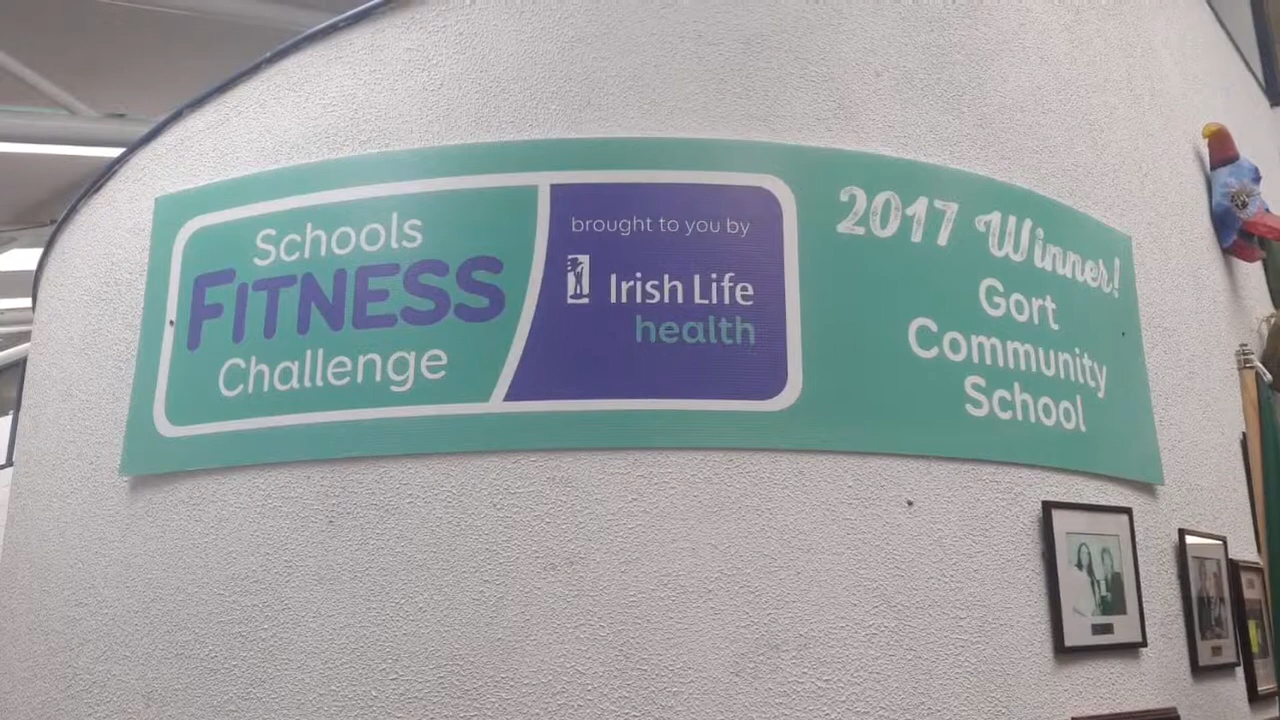 Schools
FITNESS
Challenge
brought to you by
Irish Life
health
2017 Winner!
Gort
Community
School